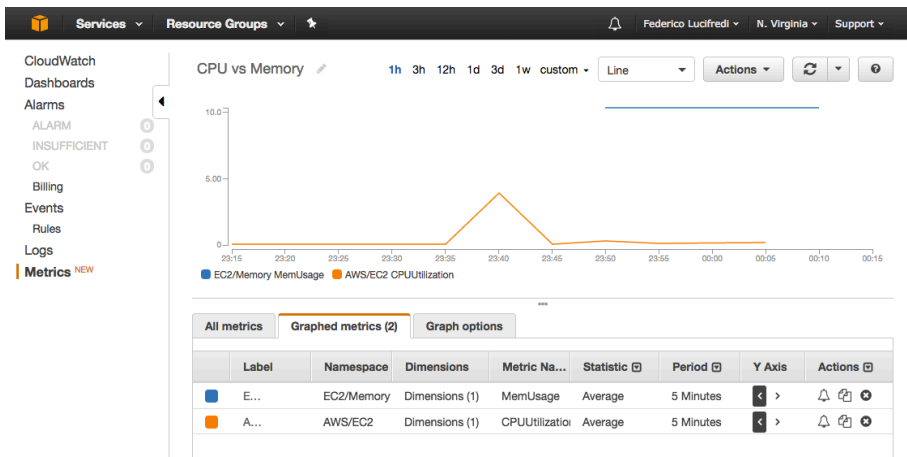 Services Resource Groups Federico Lucifredi N. Virginia Support
CloudWatch
Dashboards
Alarms
ALARM 0
INSUFFICIENT 0
OK 0
Billing
Events
Rules
Logs
Metrics NEW
CPU vs Memory 1h 3h 12h 1d 3d 1w custom Line Actions ?
10.0
5.00
0
23:15 23:20 23:25 23:30 23:35 23:40 23:45 23:50 23:55 00:00 00:05 00:10 00:15
EC2/Memory MemUsage AWS/EC2 CPUUtilization
All metrics Graphed metrics (2) Graph options
Label Namespace Dimensions Metric Na... Statistic Period Y Axis Actions
E... EC2/Memory Dimensions (1) MemUsage Average 5 Minutes < >
A... AWS/EC2 Dimensions (1) CPUUtilizatio Average 5 Minutes < >